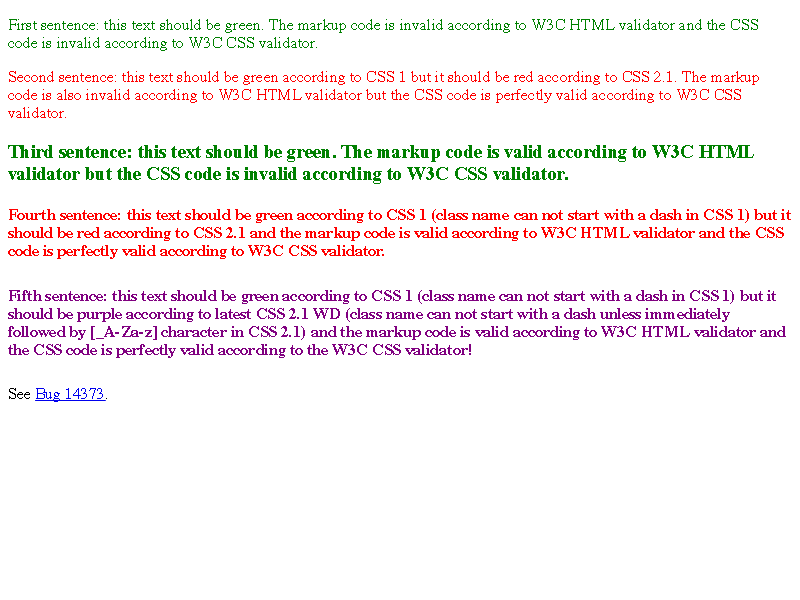 First sentence: this text should be green. The markup code is invalid according to W3C HTML validator and the CSS
code is invalid according to W3C CSS validator.
Second sentence: this text should be green according to CSS 1 but it should be red according to CSS 2.1. The markup
code is also invalid according to W3C HTML validator but the CSS code is perfectly valid according to W3C CSS
validator.
Third sentence: this text should be green. The markup code is valid according to W3C HTML
validator but the CSS code is invalid according to W3C CSS validator.
Fourth sentence: this text should be green according to CSS 1 (class name can not start with a dash in CSS 1) but it
should be red according to CSS 2.1 and the markup code is valid according to W3C HTML validator and the CSS
code is perfectly valid according to W3C CSS validator.
Fifth sentence: this text should be green according to CSS 1 (class name can not start with a dash in CSS 1) but it
should be purple according to latest CSS 2.1 WD (class name can not start with a dash unless immediately
followed by [_A-Za-z] character in CSS 2.1) and the markup code is valid according to W3C HTML validator and
the CSS code is perfectly valid according to the W3C CSS validator!
See Bug 14373.